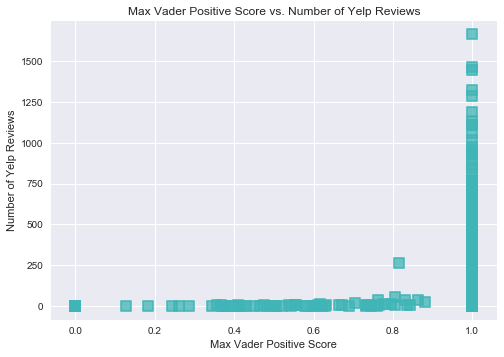 Max Vader Positive Score vs. Number of Yelp Reviews
Number of Yelp Reviews
1500
1250
1000
750
500
250
0
0.0 0.2 0.4 0.6 0.8 1.0
Max Vader Positive Score